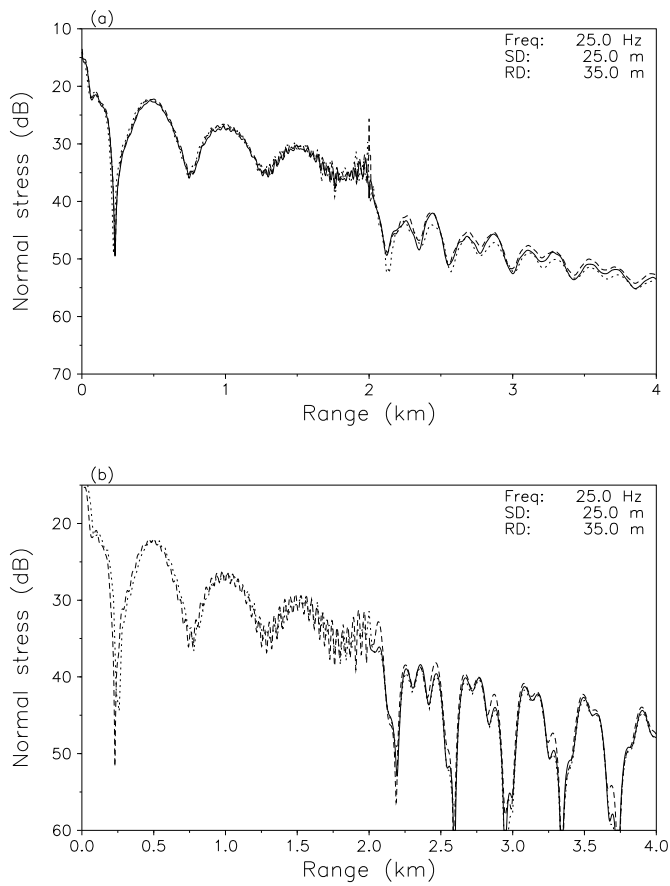 (a)
Freq: 25.0 Hz
SD: 25.0 m
RD: 35.0 m
10
20
30
40
50
60
70
Normal stress (dB)
0
1
2
3
4
Range (km)
(b)
Freq: 25.0 Hz
SD: 25.0 m
RD: 35.0 m
20
30
40
50
60
Normal stress (dB)
0.0
0.5
1.0
1.5
2.0
2.5
3.0
3.5
4.0
Range (km)